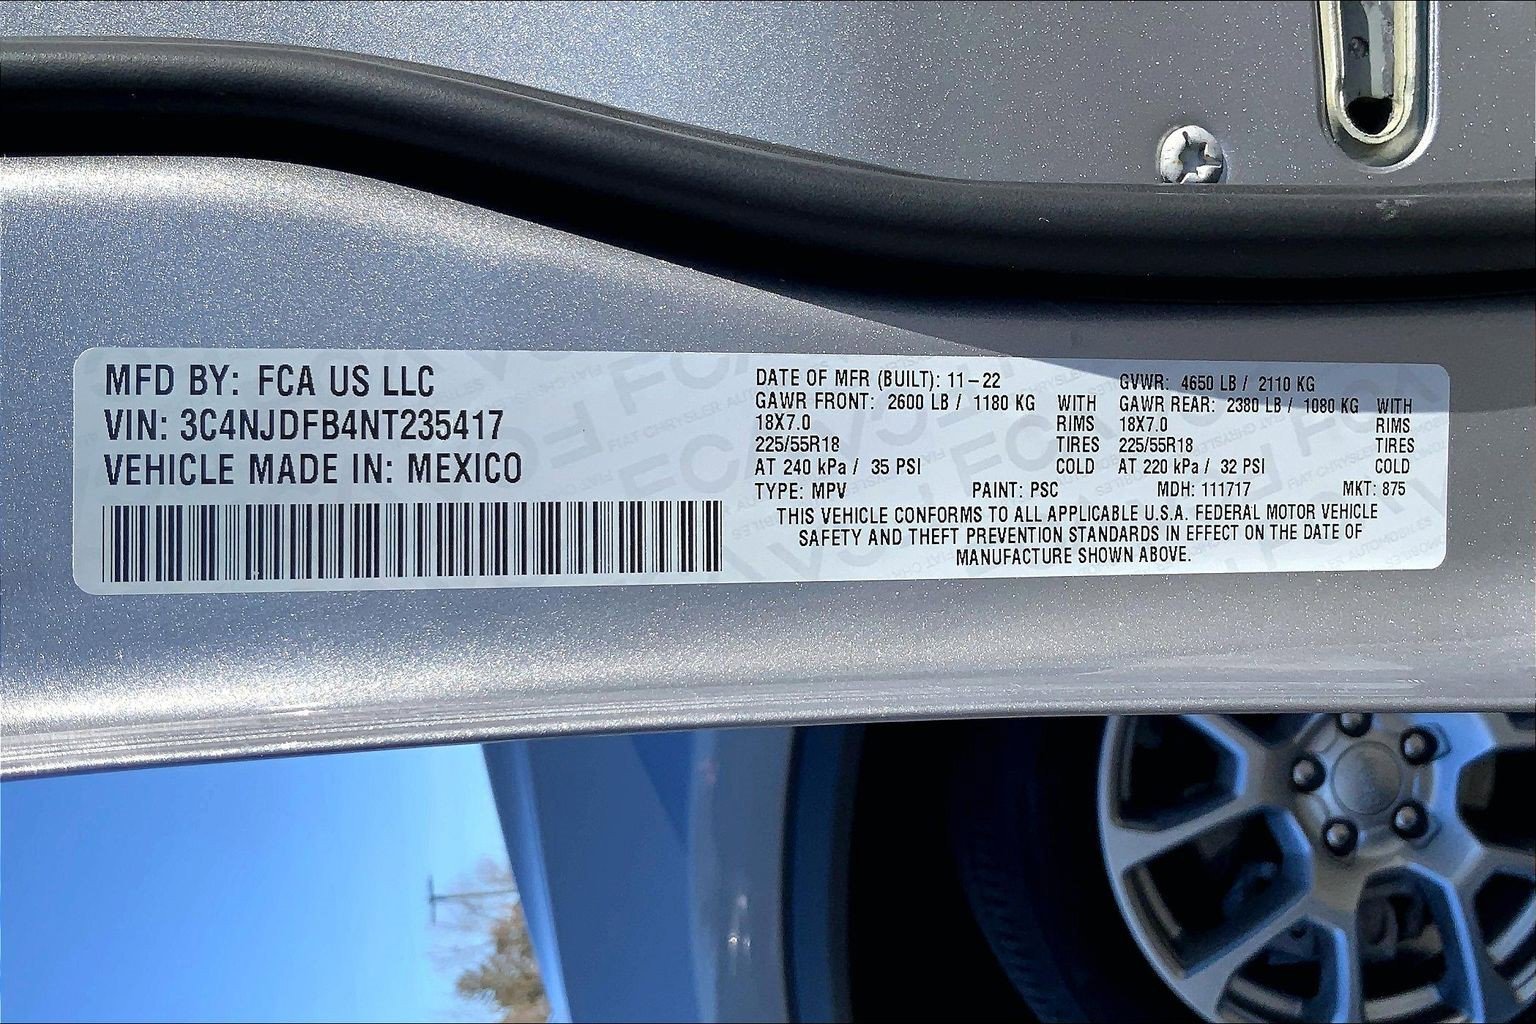 MFD BY: FCA US LLC
VIN: 3C4NJDFB4NT235417
VEHICLE MADE IN: MEXICO
DATE OF MFR (BUILT): 11-22 GVWR: 4650 LB / 2110 KG
GAWR FRONT: 2600 LB / 1180 KG WITH GAWR REAR: 2380 LB / 1080 KG WITH
18X7.0 RIMS 18X7.0 RIMS
225/55R18 TIRES 225/55R18 TIRES
AT 240 kPa / 35 PSI COLD AT 220 kPa / 32 PSI COLD
TYPE: MPV PAINT: PSC MDH: 111717 MKT: 875
THIS VEHICLE CONFORMS TO ALL APPLICABLE U.S.A. FEDERAL MOTOR VEHICLE
SAFETY AND THEFT PREVENTION STANDARDS IN EFFECT ON THE DATE OF
MANUFACTURE SHOWN ABOVE.